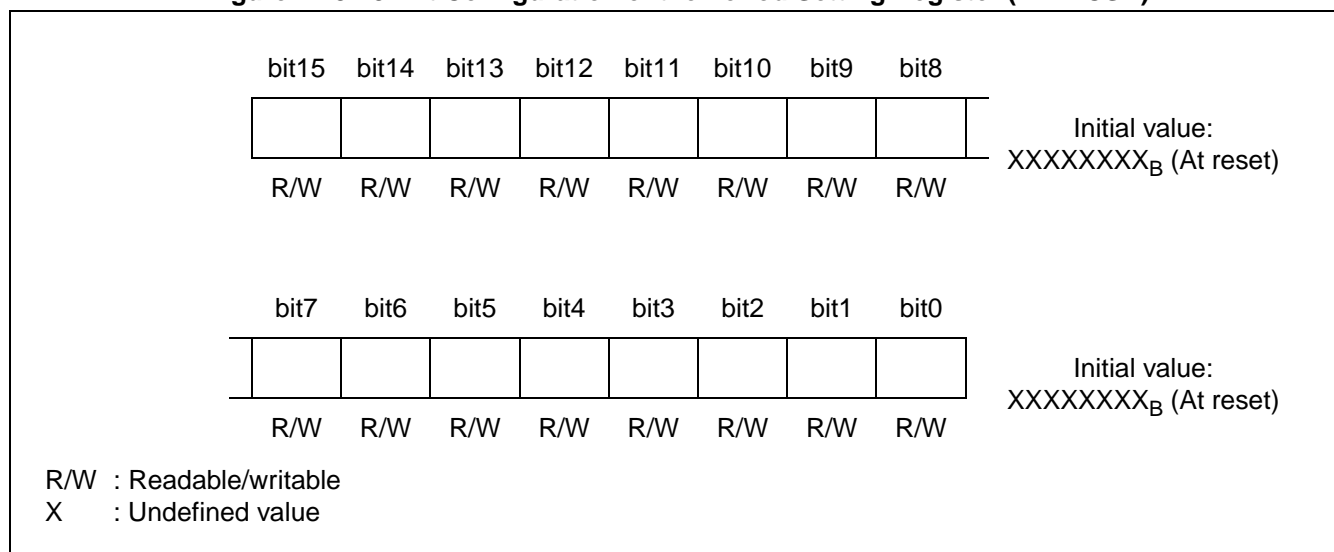 bit15 bit14 bit13 bit12 bit11 bit10 bit9 bit8
Initial value:
XXXXXXXXB (At reset)
R/W R/W R/W R/W R/W R/W R/W R/W
bit7 bit6 bit5 bit4 bit3 bit2 bit1 bit0
Initial value:
XXXXXXXXB (At reset)
R/W R/W R/W R/W R/W R/W R/W R/W
R/W : Readable/writable
X : Undefined value